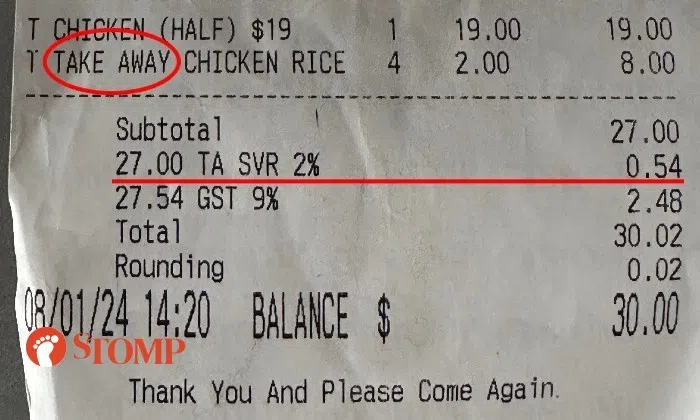 T CHICKEN (HALF) $19 1 19.00 19.00
T TAKE AWAY CHICKEN RICE 4 2.00 8.00
Subtotal 27.00
27.00 TA SVR 2% 0.54
27.54 GST 9% 2.48
Total 30.02
Rounding 0.02
08/01/24 14:20 BALANCE $ 30.00
STOMP
Thank You And Please Come Again.